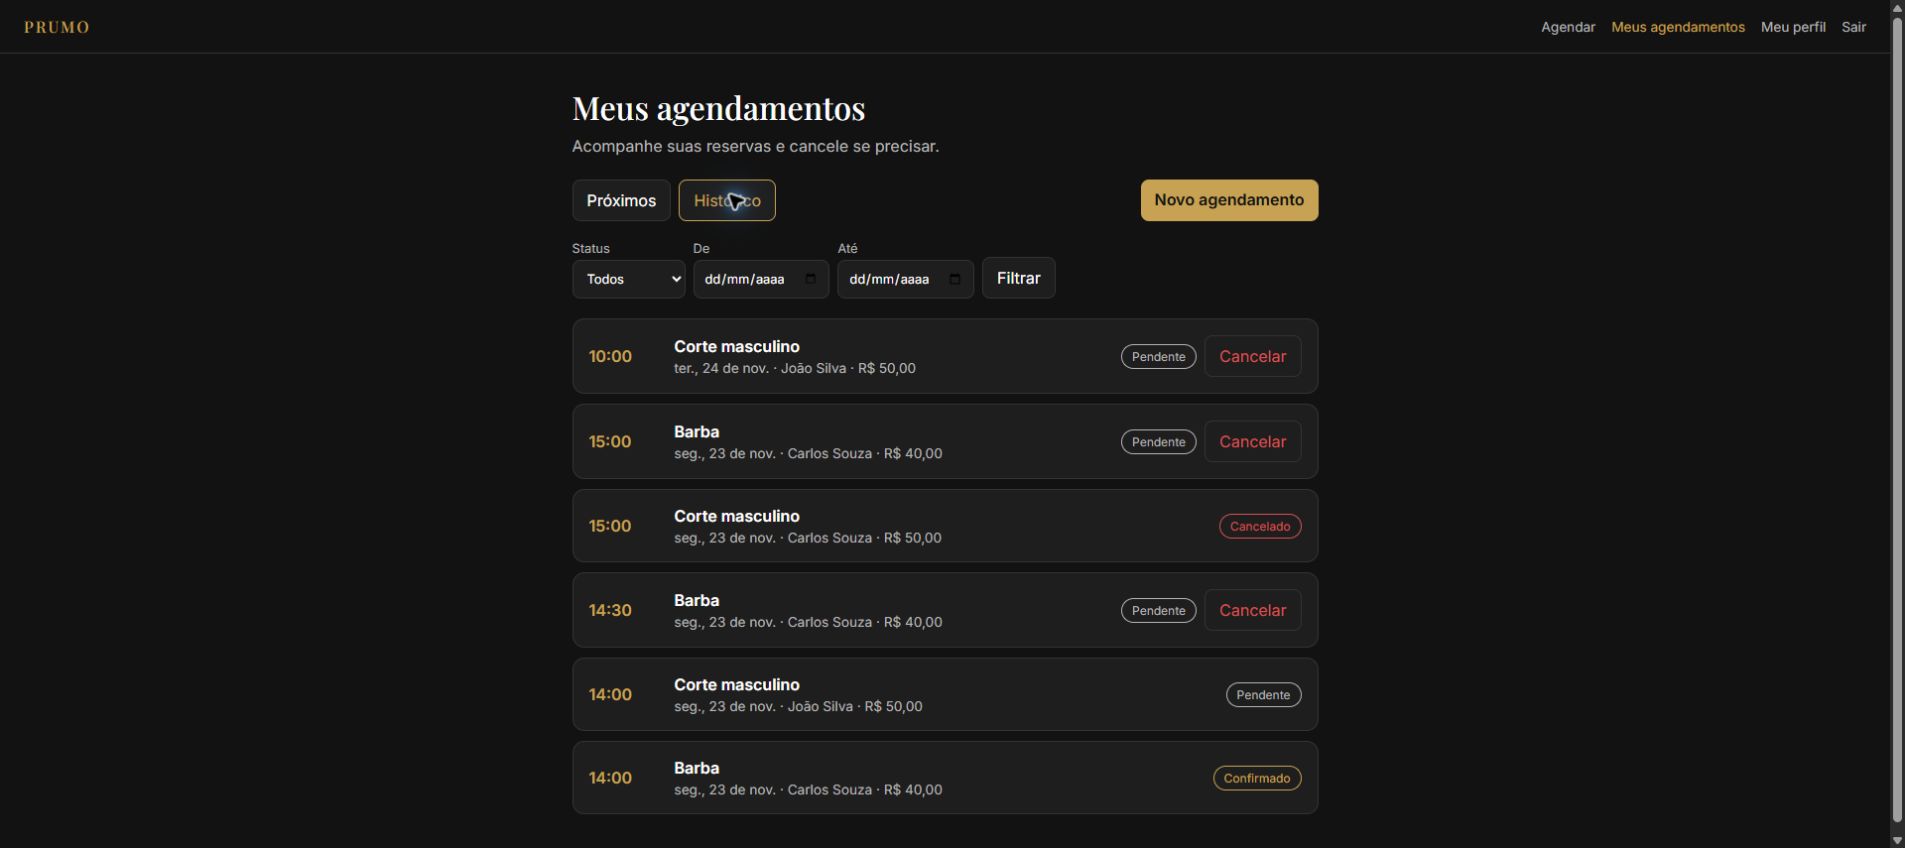 PRUMO
Agendar Meus agendamentos Meu perfil Sair
Meus agendamentos
Acompanhe suas reservas e cancele se precisar.
Próximos Novo agendamento
Status De Até
Todos dd/mm/aaaa dd/mm/aaaa Filtrar
10:00 Corte masculino Pendente Cancelar
ter., 24 de nov. · João Silva · R$ 50,00
15:00 Barba Pendente Cancelar
seg., 23 de nov. · Carlos Souza · R$ 40,00
15:00 Corte masculino Cancelado
seg., 23 de nov. · Carlos Souza · R$ 50,00
14:30 Barba Pendente Cancelar
seg., 23 de nov. · Carlos Souza · R$ 40,00
14:00 Corte masculino Pendente
seg., 23 de nov. · João Silva · R$ 50,00
14:00 Barba Confirmado
seg., 23 de nov. · Carlos Souza · R$ 40,00